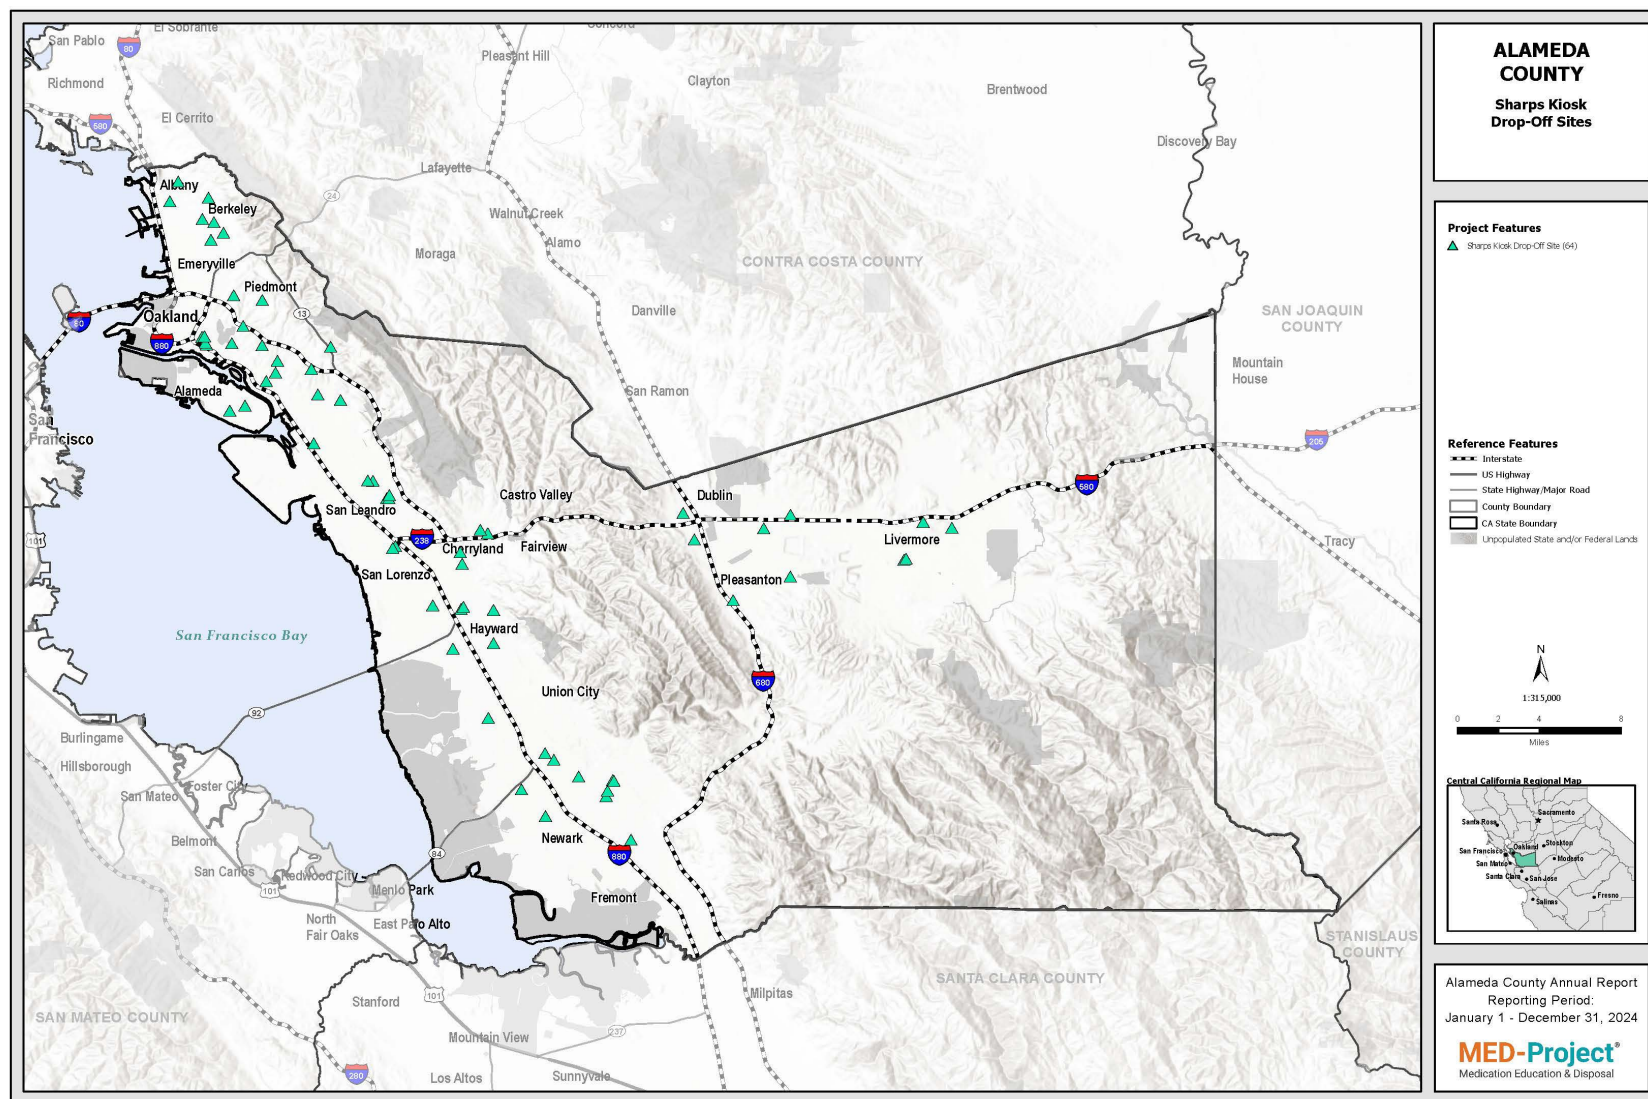 El Sobrante
Concord
San Pablo
80
Pleasant Hill
Richmond
Clayton
Brentwood
680
El Cerrito
Discovery Bay
Lafayette
Albany
24
Berkeley
Walnut Creek
Alamo
Moraga
Emeryville
CONTRA COSTA COUNTY
Piedmont
Oakland
13
80
880
Danville
SAN JOAQUIN
COUNTY
Mountain
House
Alameda
San Ramon
San
Francisco
205
580
Castro Valley
Dublin
San Leandro
238
Cherryland
Fairview
Livermore
101
Tracy
San Lorenzo
Pleasanton
San Francisco Bay
Hayward
680
Union City
92
Burlingame
Hillsborough
Foster City
San Mateo
Belmont
Newark
84
880
San Carlos
Redwood City
101
Menlo Park
Fremont
North
Fair Oaks
East Palo Alto
STANISLAUS
COUNTY
SANTA CLARA COUNTY
Stanford
101
Milpitas
SAN MATEO COUNTY
237
Mountain View
280
Los Altos
Sunnyvale
ALAMEDA
COUNTY
Sharps Kiosk
Drop-Off Sites
Project Features
Sharps Kiosk Drop-Off Site (64)
Reference Features
Interstate
US Highway
State Highway/Major Road
County Boundary
CA State Boundary
Unpopulated State and/or Federal Lands
N
1:315,000
0 2 4 8
Miles
Central California Regional Map
Sacramento
Santa Rosa
Stockton
Oakland
San Francisco
Modesto
San Mateo
Santa Clara
San Jose
Fresno
Salinas
Alameda County Annual Report
Reporting Period:
January 1 - December 31, 2024
MED-Project®
Medication Education & Disposal